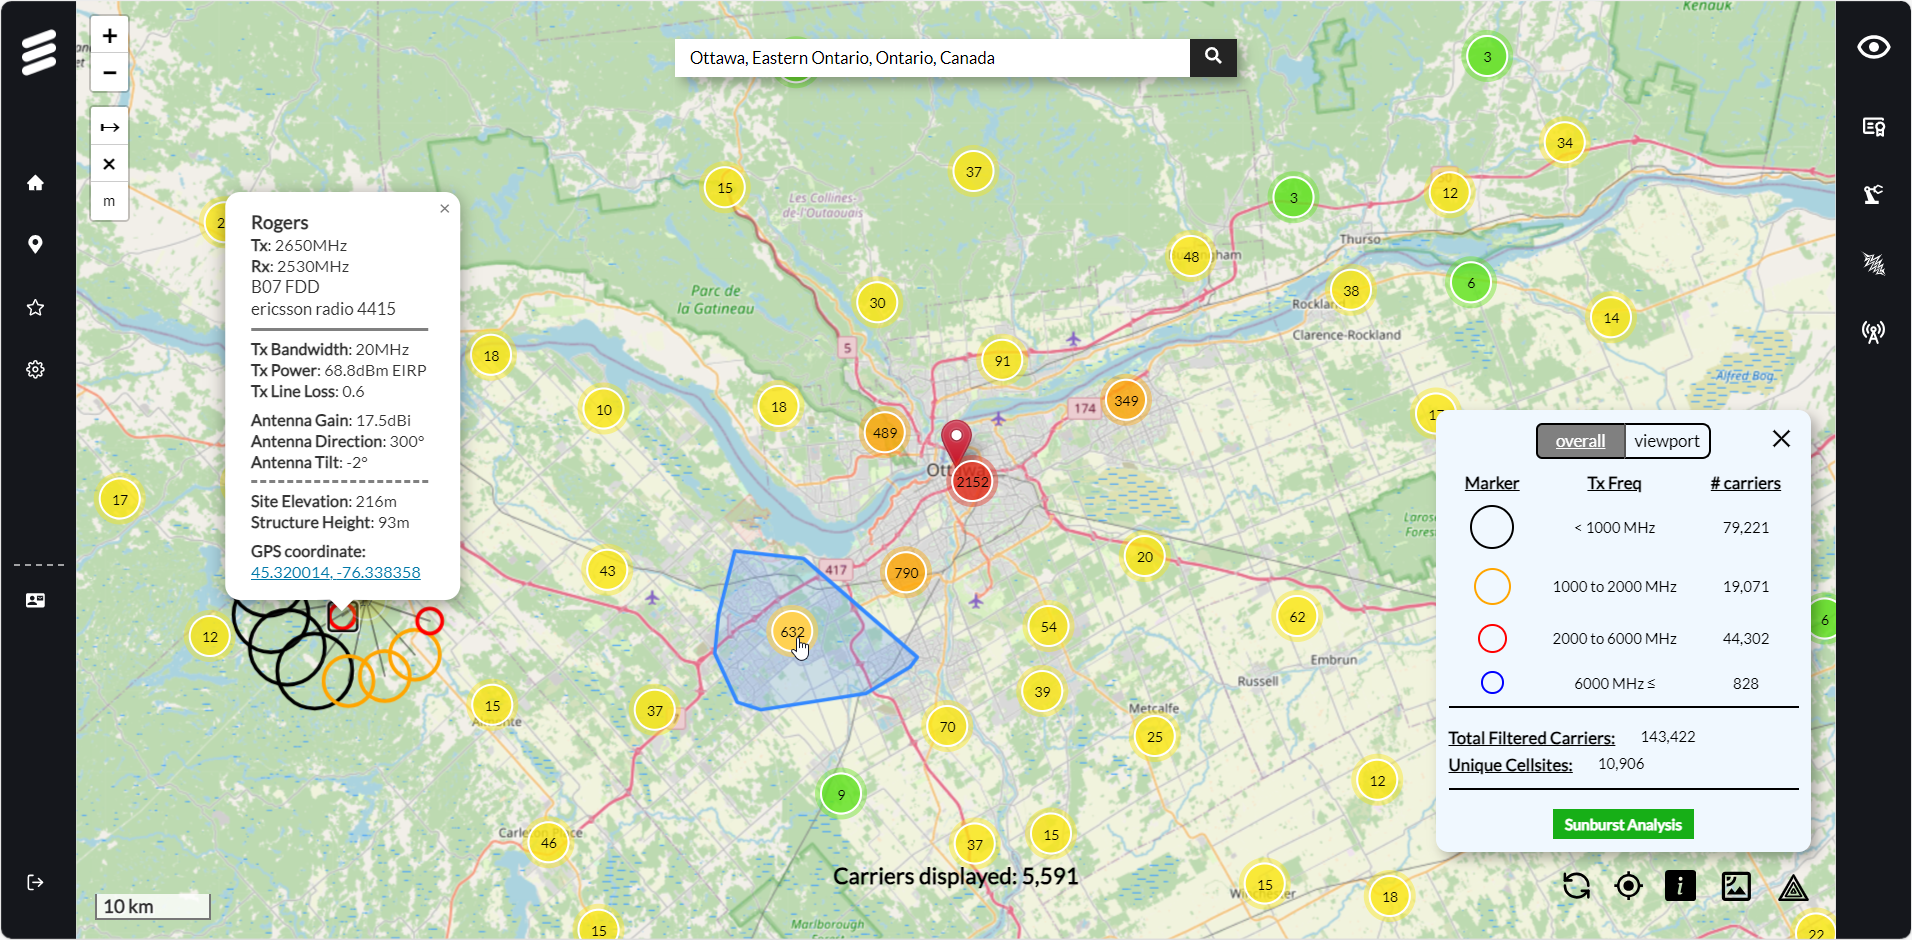 Ottawa, Eastern Ontario, Ontario, Canada
+
−
m
Rogers
Tx: 2650MHz
Rx: 2530MHz
B07 FDD
ericsson radio 4415
Tx Bandwidth: 20MHz
Tx Power: 68.8dBm EIRP
Tx Line Loss: 0.6
Antenna Gain: 17.5dBi
Antenna Direction: 300°
Antenna Tilt: -2°
Site Elevation: 216m
Structure Height: 93m
GPS coordinate:
45.320014, -76.338358
Kenauk
3
34
37
15
12
3
Les Collines-
de-l'Outaouais
Thurso
48
Parc de
la Gatineau
30
38
6
Rockland
14
Clarence-Rockland
5
18
91
Alfred Bog
10
18
349
174
489
2152
17
43
417
790
20
12
632
54
62
6
Embrun
Russell
39
15
Almonte
37
Metcalfe
70
25
12
9
Carleton Place
46
37
15
15
18
Marlborough
Forest
15
22
Carriers displayed: 5,591
10 km
overall
viewport
Marker Tx Freq # carriers
< 1000 MHz 79,221
1000 to 2000 MHz 19,071
2000 to 6000 MHz 44,302
6000 MHz ≤ 828
Total Filtered Carriers: 143,422
Unique Cellsites: 10,906
Sunburst Analysis